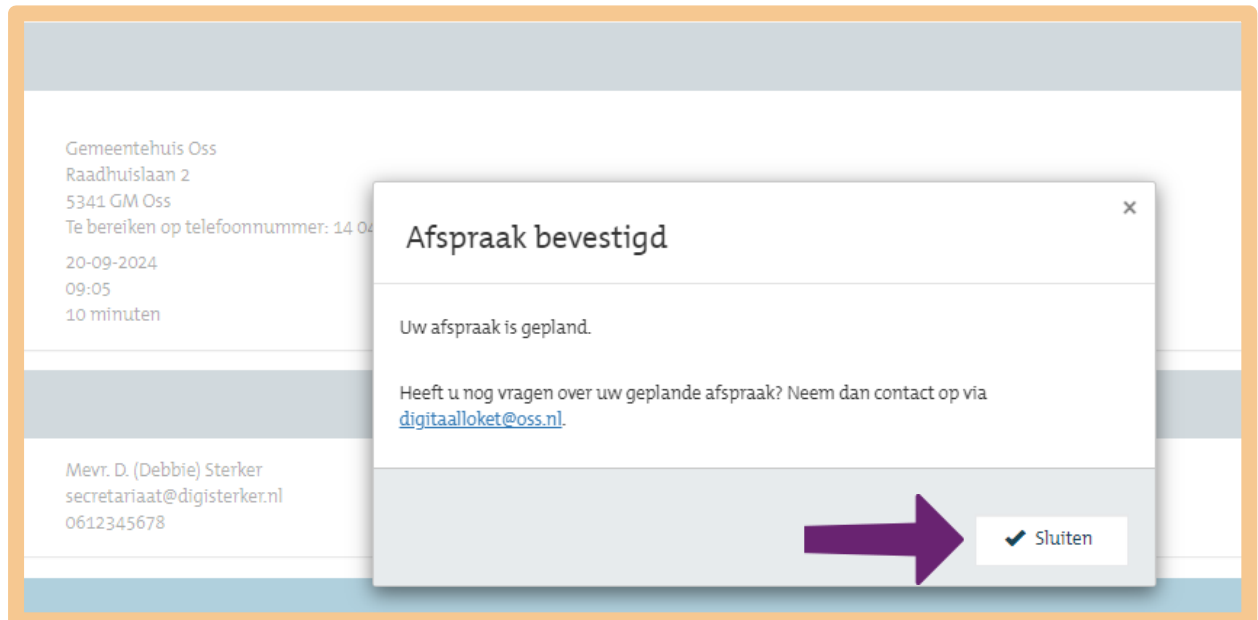 Gemeentehuis Oss
Raadhuislaan 2
5341 GM Oss
Te bereiken op telefoonnummer: 14 04
20-09-2024
09:05
10 minuten
×
Afspraak bevestigd
Uw afspraak is gepland.
Heeft u nog vragen over uw geplande afspraak? Neem dan contact op via
digitaalloket@oss.nl.
Mevr. D. (Debbie) Sterker
secretariaat@digisterker.nl
0612345678
Sluiten